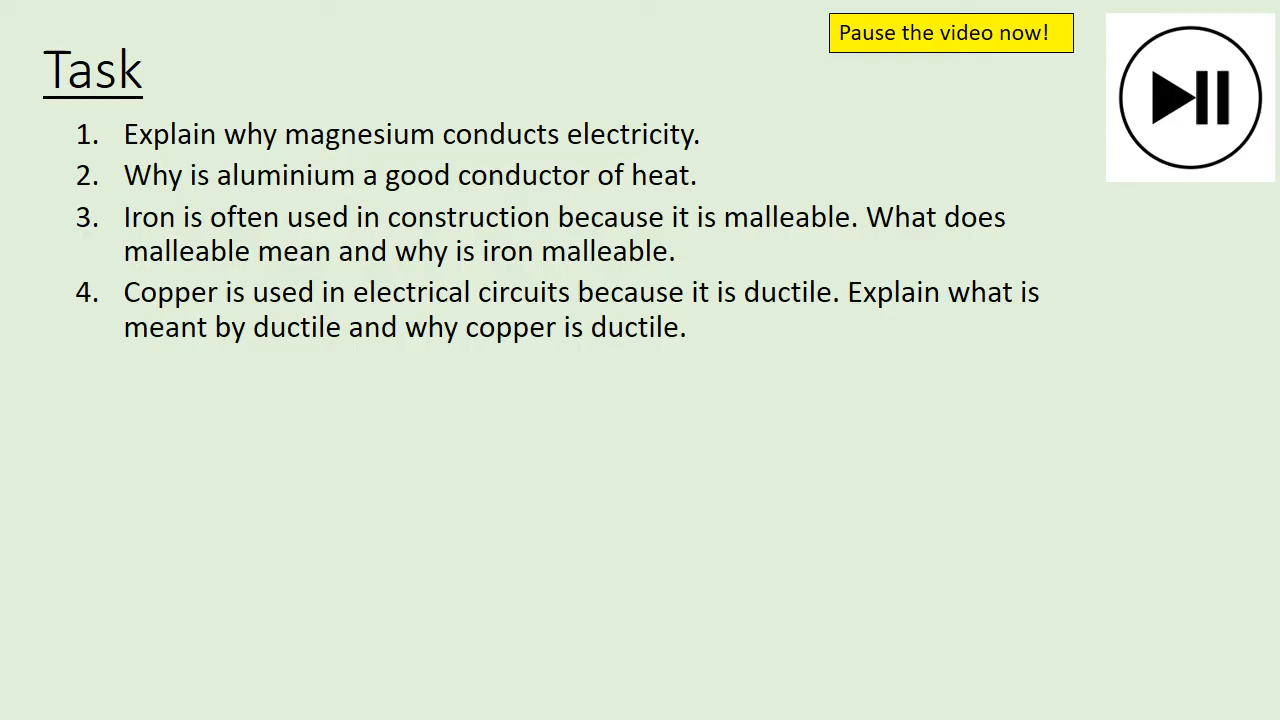 Pause the video now!
Task
1. Explain why magnesium conducts electricity.
2. Why is aluminium a good conductor of heat.
3. Iron is often used in construction because it is malleable. What does
malleable mean and why is iron malleable.
4. Copper is used in electrical circuits because it is ductile. Explain what is
meant by ductile and why copper is ductile.